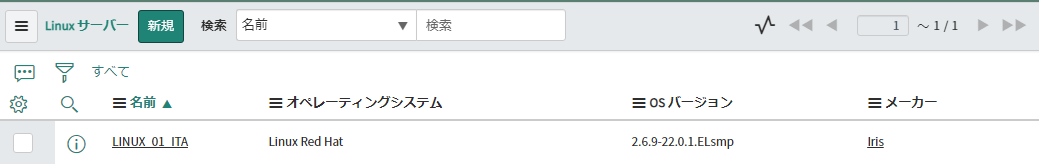 Linux サーバー 新規 検索 名前 検索 1 ～ 1 / 1
すべて
名前 オペレーティングシステム OS バージョン メーカー
LINUX_01_ITA Linux Red Hat 2.6.9-22.0.1.ELsmp Iris